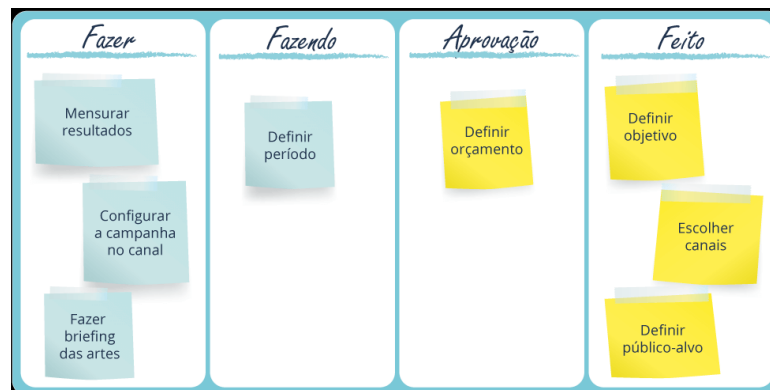 Fazer
Mensurar
resultados
Configurar
a campanha
no canal
Fazer
briefing
das artes
Fazendo
Definir
período
Aprovação
Definir
orçamento
Feito
Definir
objetivo
Escolher
canais
Definir
público-alvo